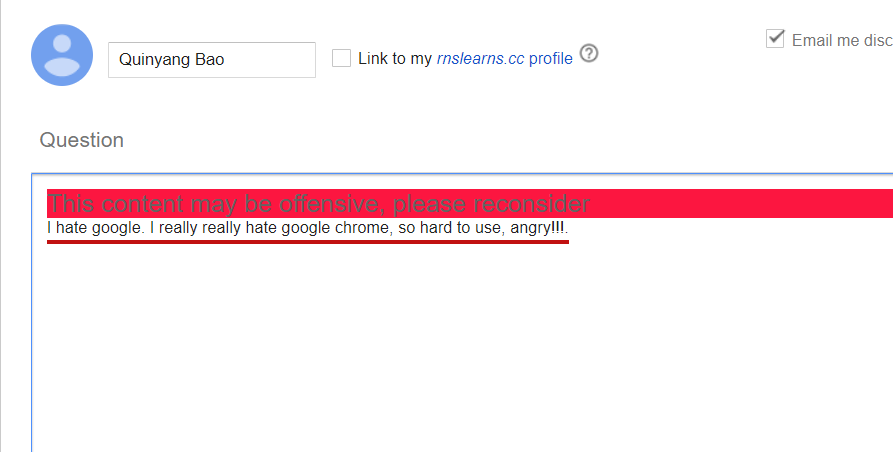 Quinyang Bao
Link to my rnslearns.cc profile ?
Email me disc
Question
This content may be offensive, please reconsider
I hate google. I really really hate google chrome, so hard to use, angry!!!.